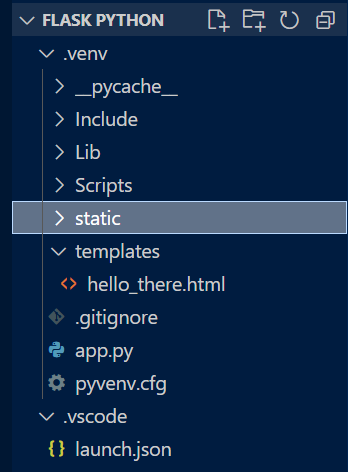 FLASK PYTHON
.venv
__pycache__
Include
Lib
Scripts
static
templates
hello_there.html
.gitignore
app.py
pyvenv.cfg
.vscode
{} launch.json